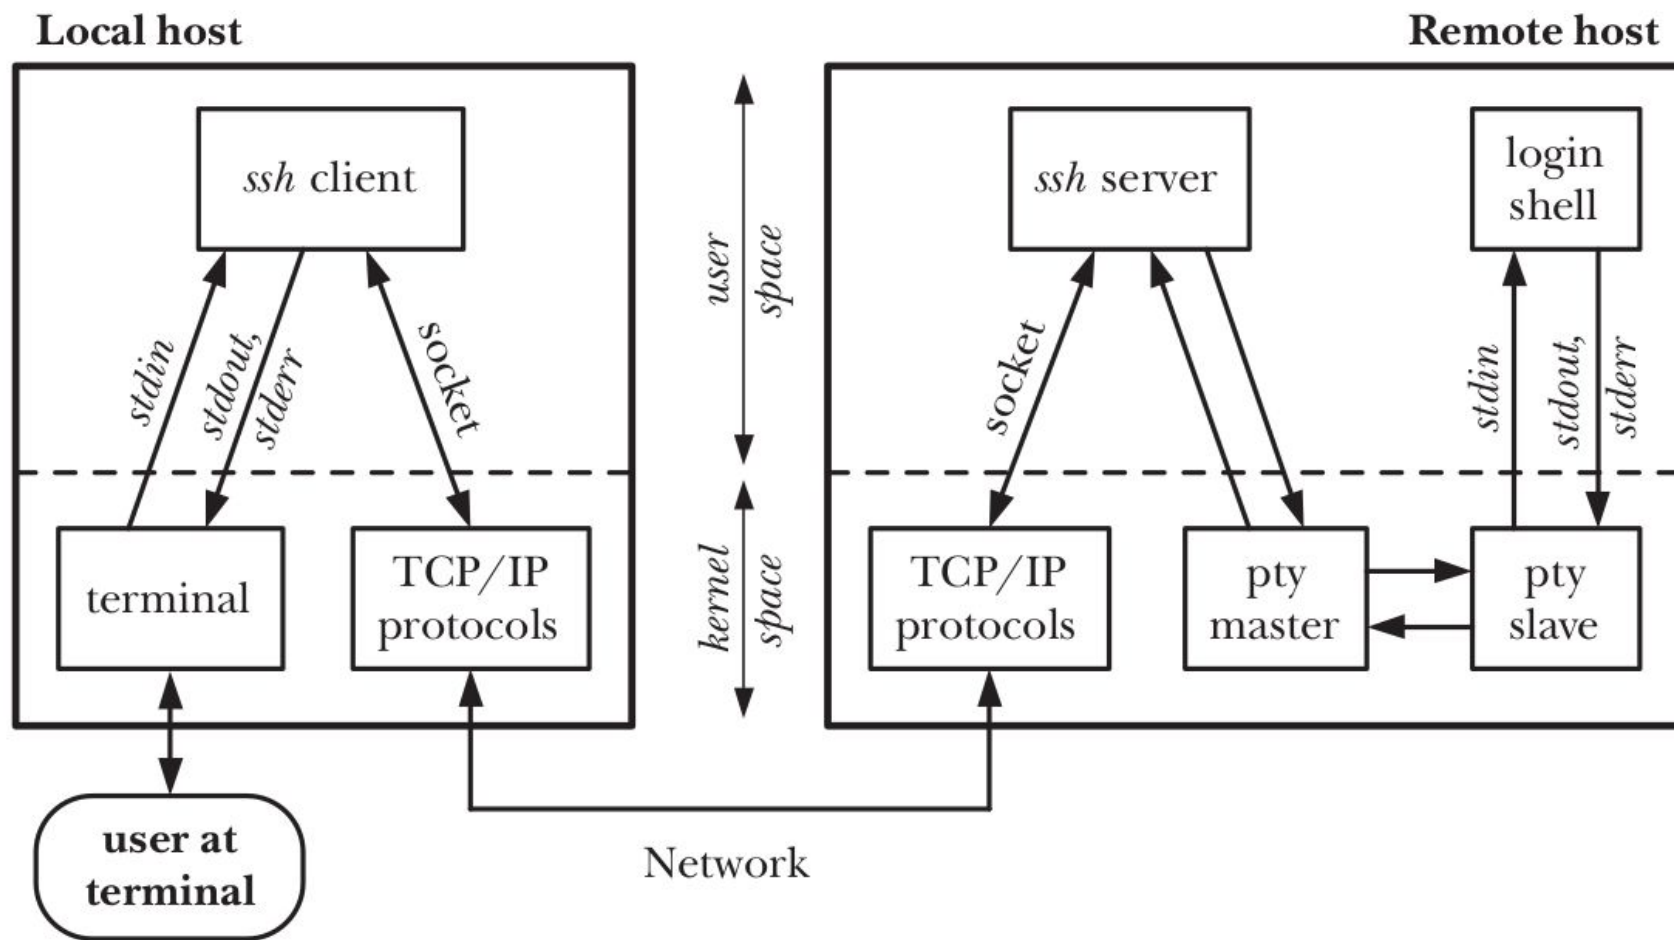 Local host
Remote host
ssh client
ssh server
login
shell
stdin
stdout,
stderr
socket
user
space
socket
stdin
stdout,
stderr
kernel
space
terminal
TCP/IP
protocols
TCP/IP
protocols
pty
master
pty
slave
user at
terminal
Network